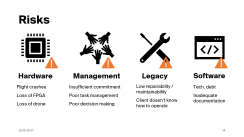 Risks
Hardware
Flight crashes
Loss of FPGA
Loss of drone
Management
Insufficient commitment
Poor task management
Poor decision making
Legacy
Low repairability /
maintainability
Client doesn't know
how to operate
Software
Tech. debt
Inadequate
documentation